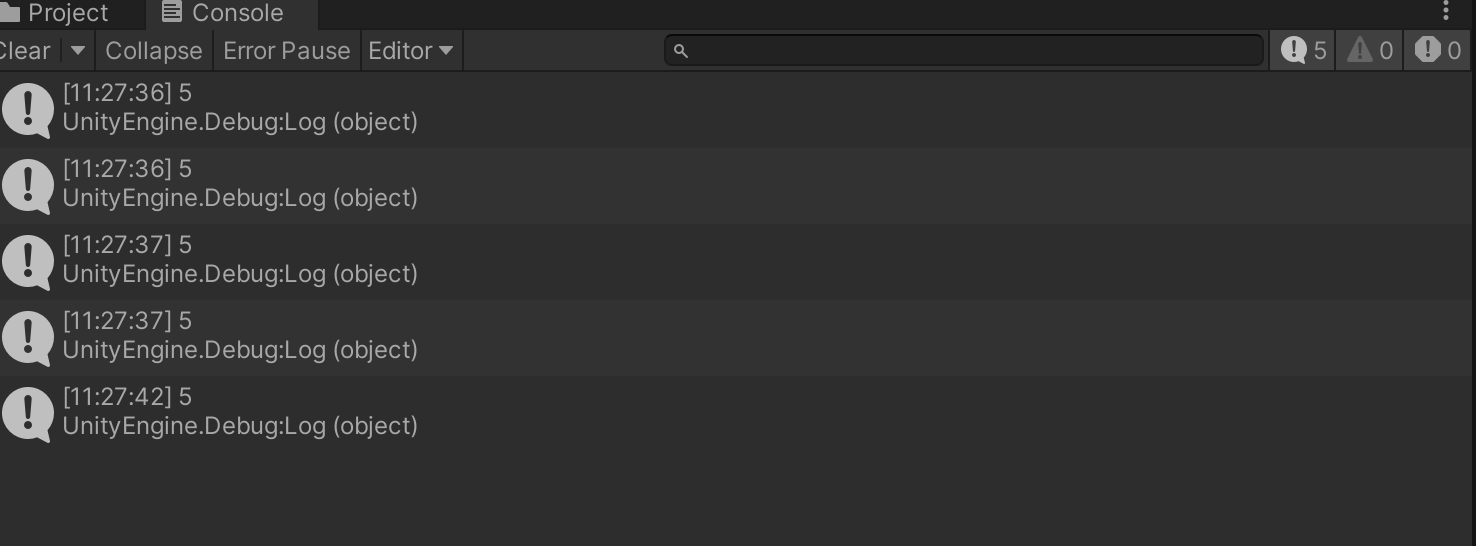 Project Console
Clear Collapse Error Pause Editor 5 0 0
[11:27:36] 5
UnityEngine.Debug:Log (object)
[11:27:36] 5
UnityEngine.Debug:Log (object)
[11:27:37] 5
UnityEngine.Debug:Log (object)
[11:27:37] 5
UnityEngine.Debug:Log (object)
[11:27:42] 5
UnityEngine.Debug:Log (object)